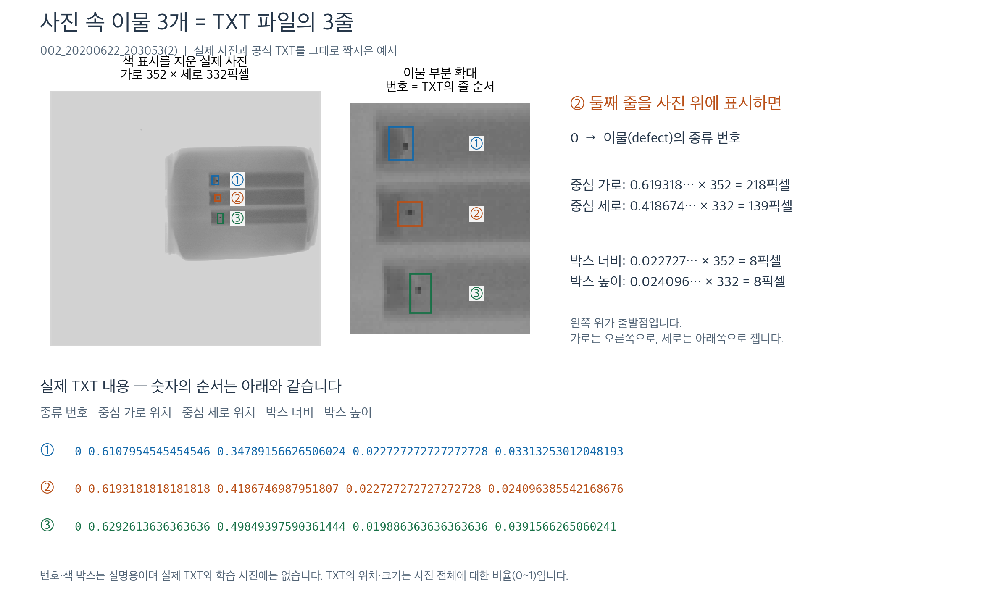 사진 속 이물 3개 = TXT 파일의 3줄
002_20200622_203053(2) | 실제 사진과 공식 TXT를 그대로 짝지은 예시
색 표시를 지운 실제 사진
가로 352 × 세로 332픽셀
①
②
③
이물 부분 확대
번호 = TXT의 줄 순서
①
②
③
② 둘째 줄을 사진 위에 표시하면
0 → 이물(defect)의 종류 번호
중심 가로: 0.619318··· × 352 = 218픽셀
중심 세로: 0.418674··· × 332 = 139픽셀
박스 너비: 0.022727··· × 352 = 8픽셀
박스 높이: 0.024096··· × 332 = 8픽셀
왼쪽 위가 출발점입니다.
가로는 오른쪽으로, 세로는 아래쪽으로 잽니다.
실제 TXT 내용 — 숫자의 순서는 아래와 같습니다
종류 번호 중심 가로 위치 중심 세로 위치 박스 너비 박스 높이
① 0 0.6107954545454546 0.34789156626506024 0.022727272727272728 0.03313253012048193
② 0 0.6193181818181818 0.4186746987951807 0.022727272727272728 0.024096385542168676
③ 0 0.6292613636363636 0.49849397590361444 0.019886363636363636 0.0391566265060241
번호·색 박스는 설명용이며 실제 TXT와 학습 사진에는 없습니다. TXT의 위치·크기는 사진 전체에 대한 비율(0~1)입니다.